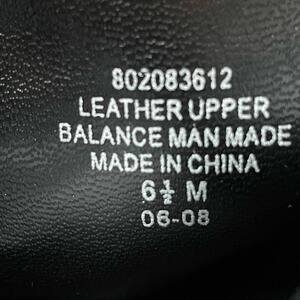 802083612
LEATHER UPPER
BALANCE MAN MADE
MADE IN CHINA
6½ M
06-08